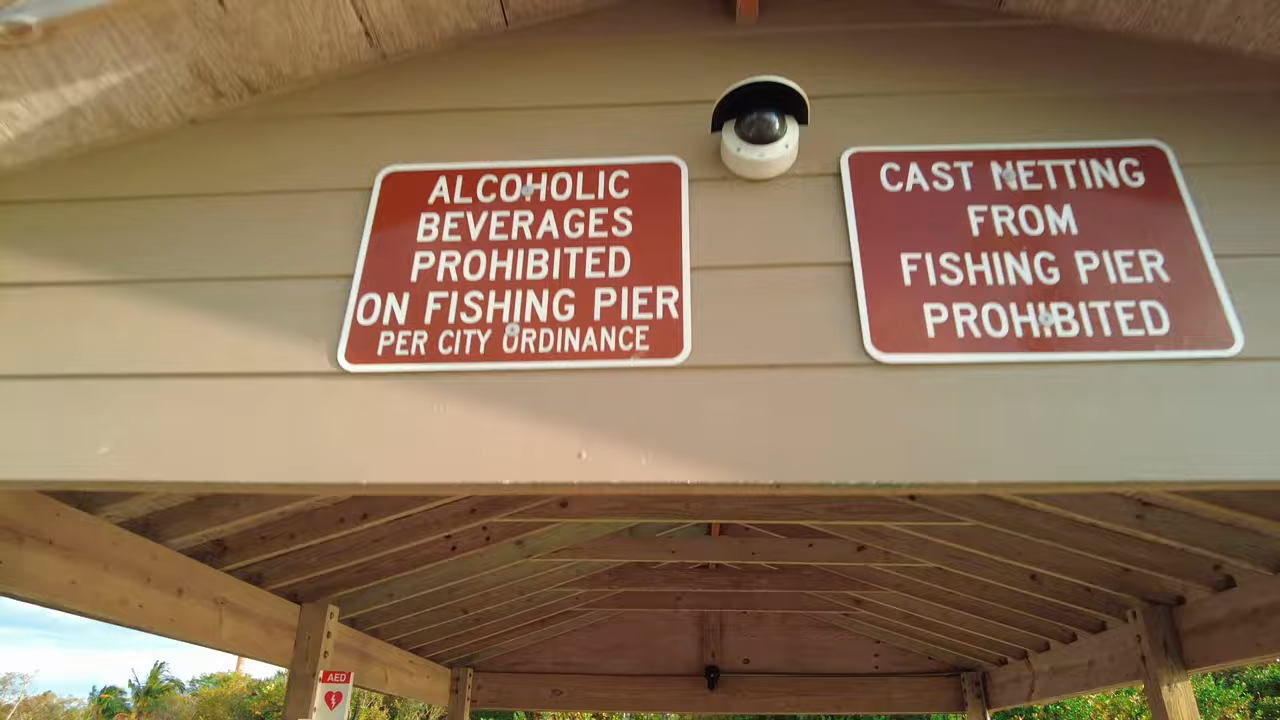 ALCOHOLIC
BEVERAGES
PROHIBITED
ON FISHING PIER
PER CITY ORDINANCE
CAST NETTING
FROM
FISHING PIER
PROHIBITED
AED